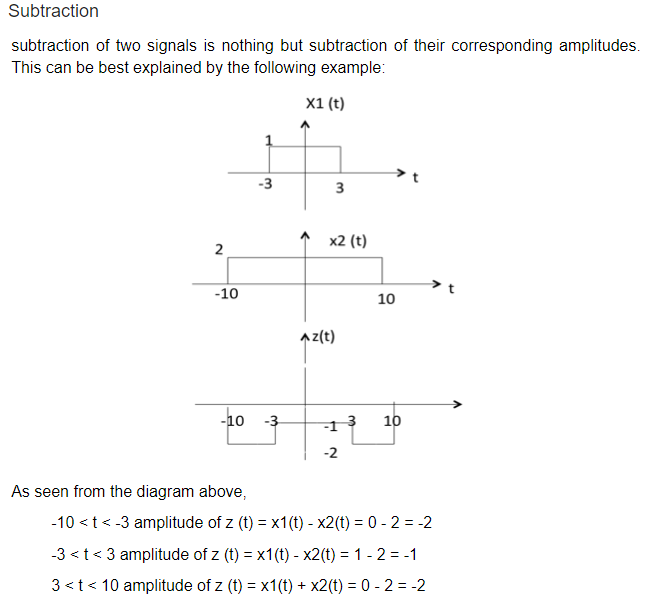 Subtraction
subtraction of two signals is nothing but subtraction of their corresponding amplitudes.
This can be best explained by the following example:
X1 (t)
1
-3
3
t
x2 (t)
2
-10
10
t
z(t)
-10 -3 -1 3 10
-2
As seen from the diagram above,
-10 < t < -3 amplitude of z (t) = x1(t) - x2(t) = 0 - 2 = -2
-3 < t < 3 amplitude of z (t) = x1(t) - x2(t) = 1 - 2 = -1
3 < t < 10 amplitude of z (t) = x1(t) + x2(t) = 0 - 2 = -2